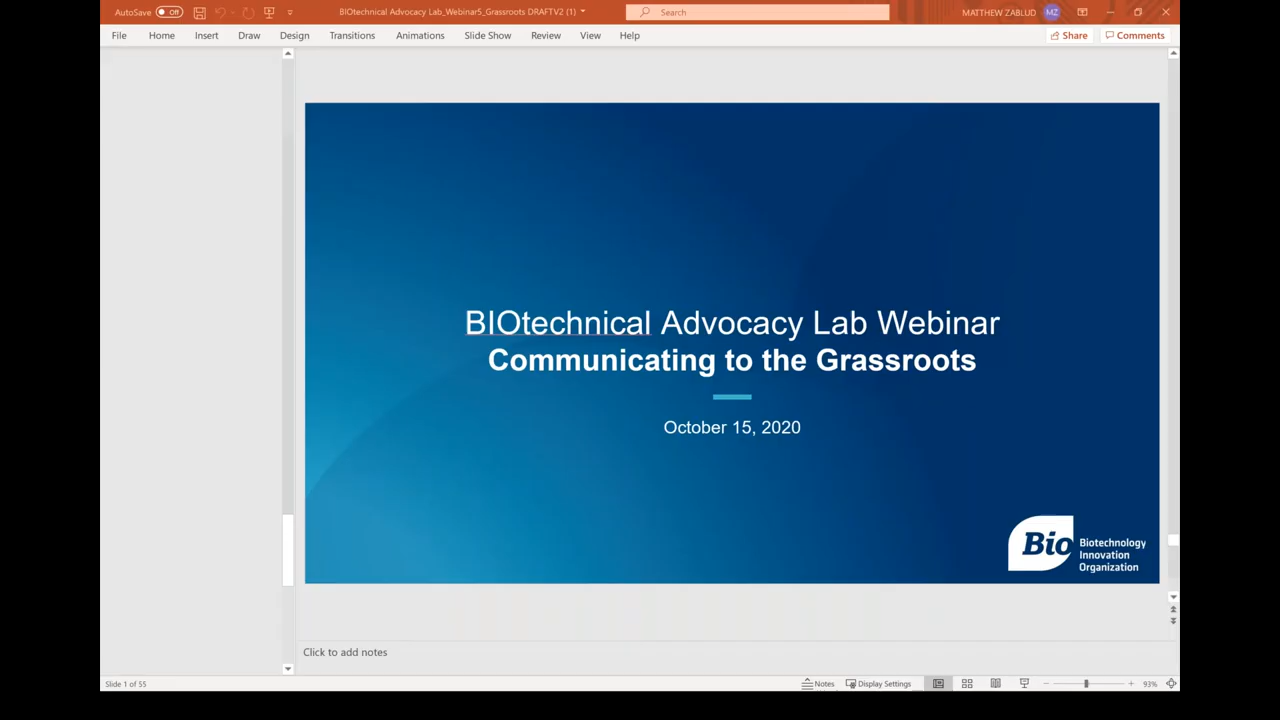 AutoSave Off BIOtechnical Advocacy Lab_Webinar5_Grassroots DRAFTV2 (1) Search MATTHEW ZABLUD MZ
File Home Insert Draw Design Transitions Animations Slide Show Review View Help Share Comments
BIOtechnical Advocacy Lab Webinar
Communicating to the Grassroots
October 15, 2020
Bio
Biotechnology
Innovation
Organization
Click to add notes
Slide 1 of 55 Notes Display Settings 93%